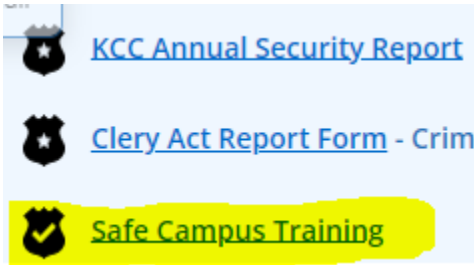 KCC Annual Security Report
Clery Act Report Form - Crim
Safe Campus Training